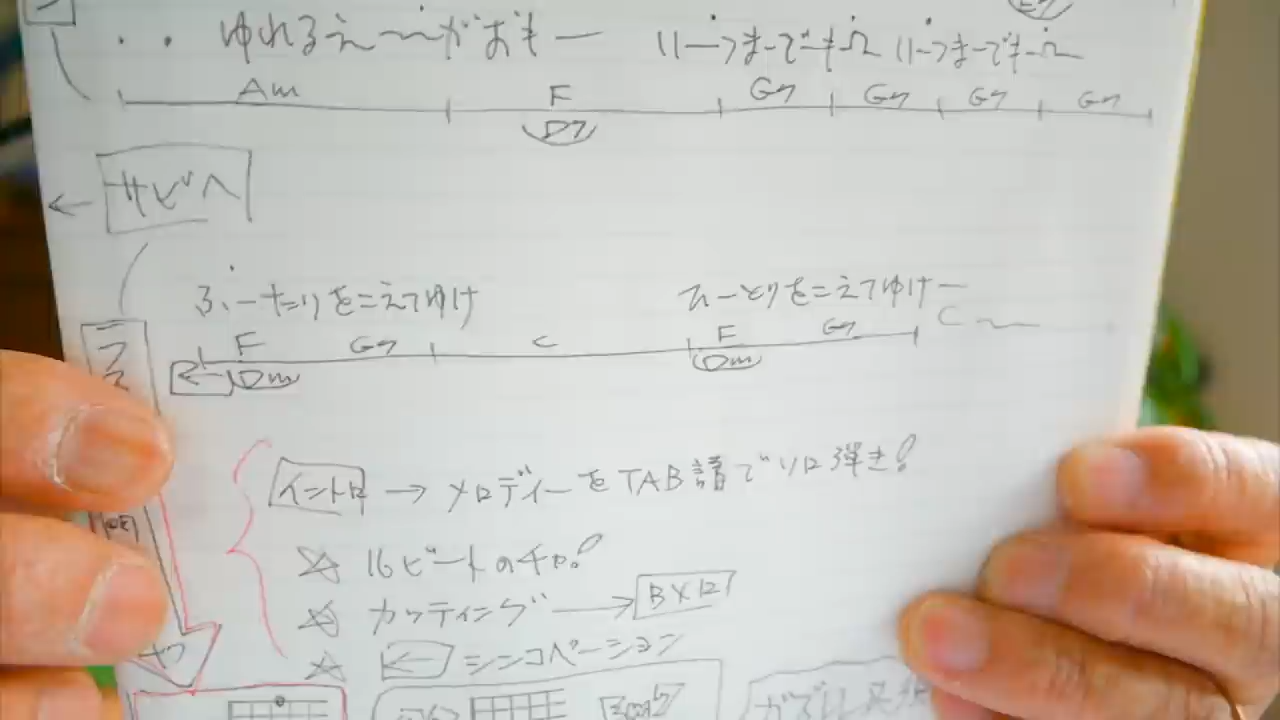 E7
・・ ゆれるえ〜がおも ー いーつまーでーも いーつまーでも
Am F G7 G7 G7 G7
D7
← サビへ
ふーたりをこえてゆけ ひーとりをこえてゆけー
F G7 C F G7 C〜
← Dm Dm
イントロ → メロディーをTABで ソロ弾き!
☆ 16ビートのチャ!
☆ カッティング → Bメロ
☆ ← シンコペーション